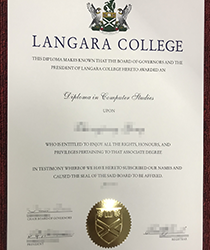 LANGARA COLLEGE
THIS DIPLOMA MAKES KNOWN THAT THE BOARD OF GOVERNORS AND THE
PRESIDENT OF LANGARA COLLEGE HERETO AWARDED AN
Diploma in Computer Studies
UPON
WHO IS ENTITLED TO ENJOY ALL THE RIGHTS, HONOURS, AND
PRIVILEGES PERTAINING TO THAT ASSOCIATE DEGREE
IN TESTIMONY WHEREOF WE HAVE HERETO SUBSCRIBED OUR NAMES AND
CAUSED THE SEAL OF THE SAID BOARD TO BE AFFIXED.